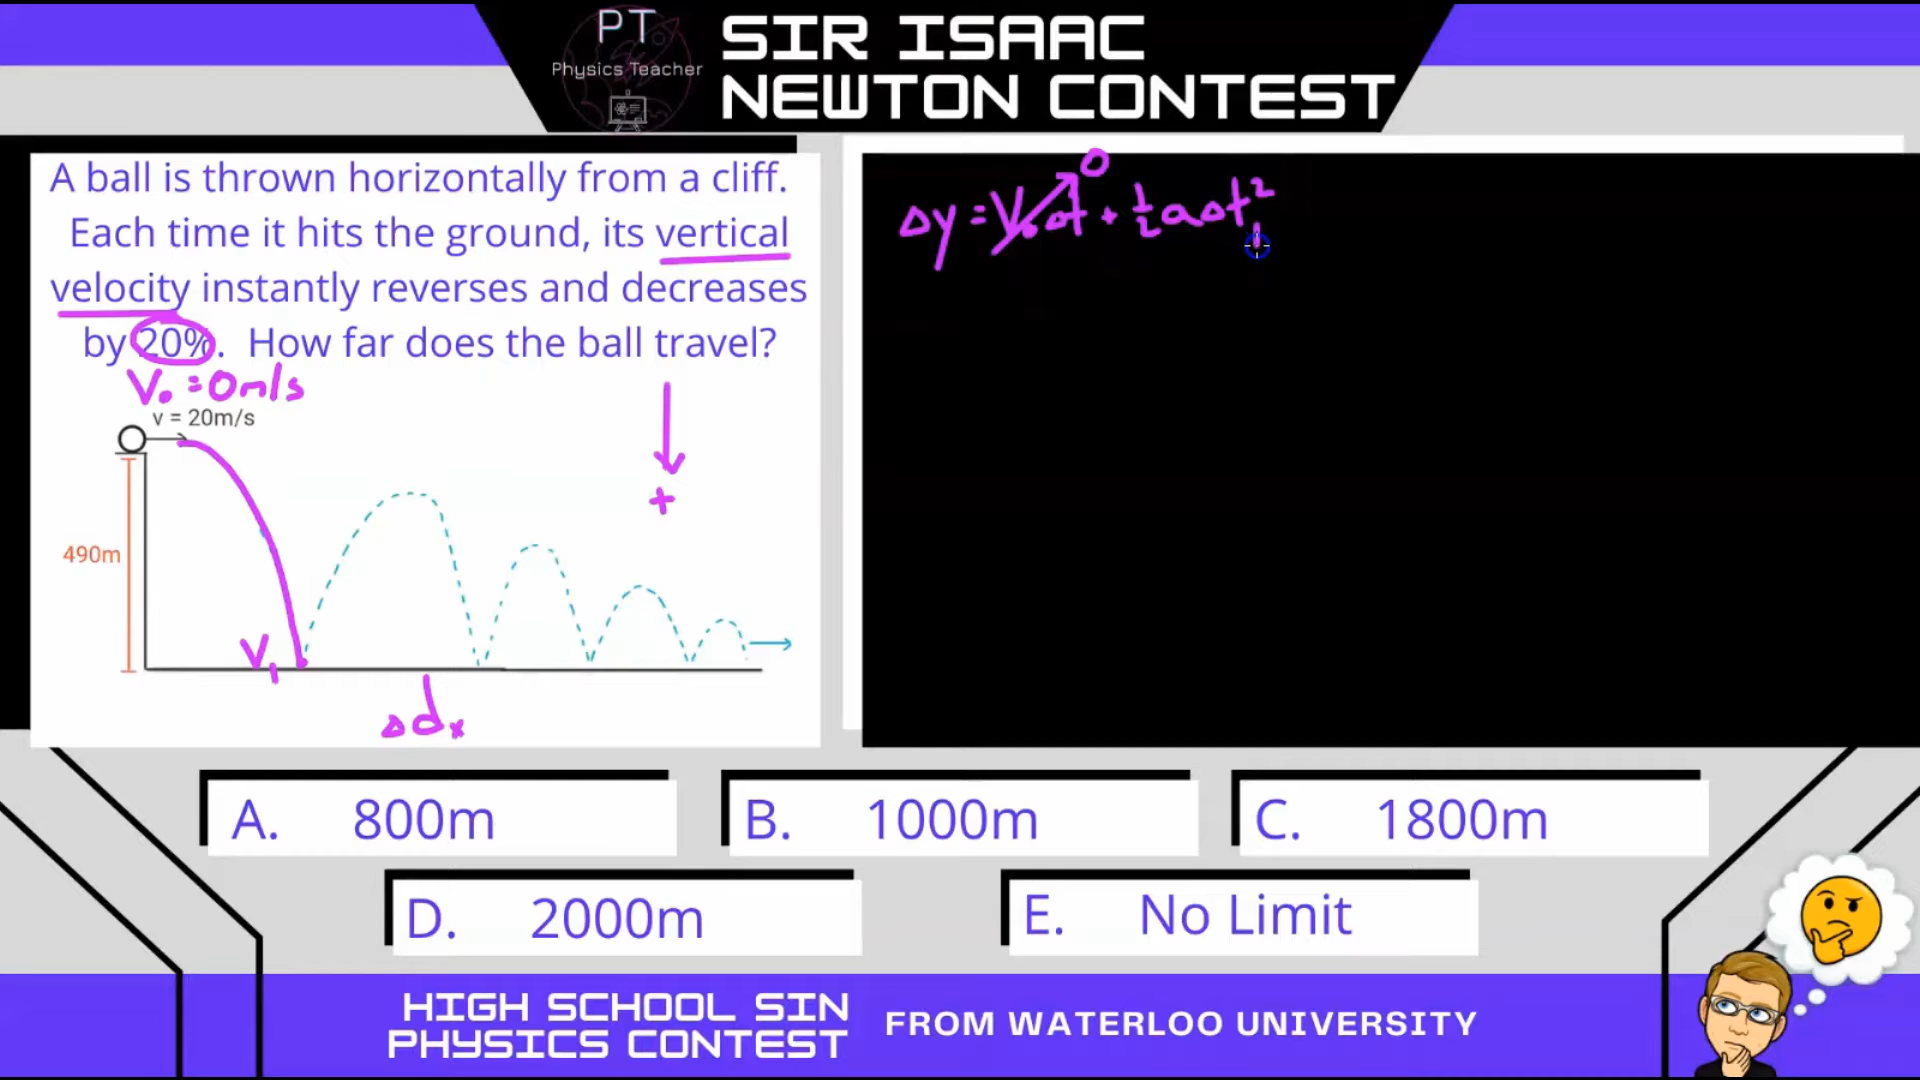 PT
Physics Teacher
SIR ISAAC
NEWTON CONTEST
A ball is thrown horizontally from a cliff.
Each time it hits the ground, its vertical
velocity instantly reverses and decreases
by 20%. How far does the ball travel?
V₀ = 0m/s
v = 20m/s
+
490m
V₁
Δdₓ
Δy = V₀Δt + ½aΔt₁²
0
A. 800m
B. 1000m
C. 1800m
D. 2000m
E. No Limit
HIGH SCHOOL SIN
PHYSICS CONTEST
FROM WATERLOO UNIVERSITY